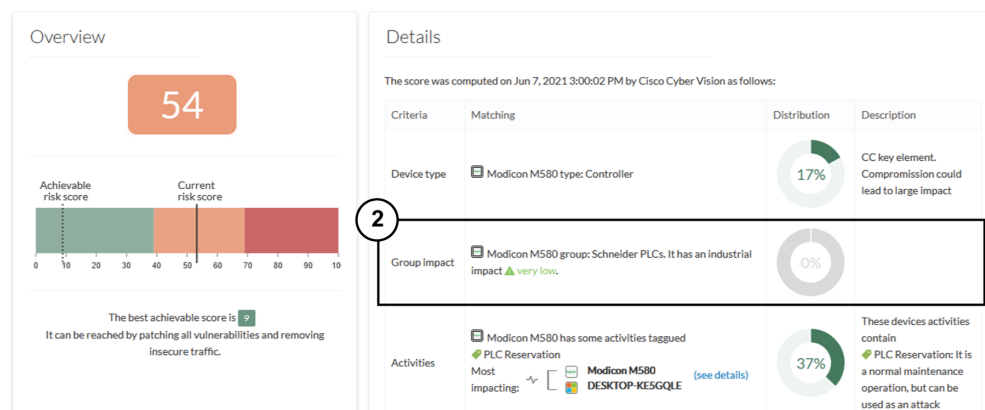 Overview
54
Achievable
risk score
Current
risk score
0 10 20 30 40 50 60 70 80 90 10
The best achievable score is 9
It can be reached by patching all vulnerabilities and removing
insecure traffic.
Details
The score was computed on Jun 7, 2021 3:00:02 PM by Cisco Cyber Vision as follows:
Criteria Matching Distribution Description
Device type
Modicon M580 type: Controller
17%
CC key element.
Compromission could
lead to large impact
2
Group impact
Modicon M580 group: Schneider PLCs. It has an industrial
impact very low.
0%
Activities
Modicon M580 has some activities taggued
PLC Reservation
Most
impacting:
Modicon M580
DESKTOP-KE5GQLE
(see details)
37%
These devices activities
contain
PLC Reservation: It is
a normal maintenance
operation, but can be
used as an attack